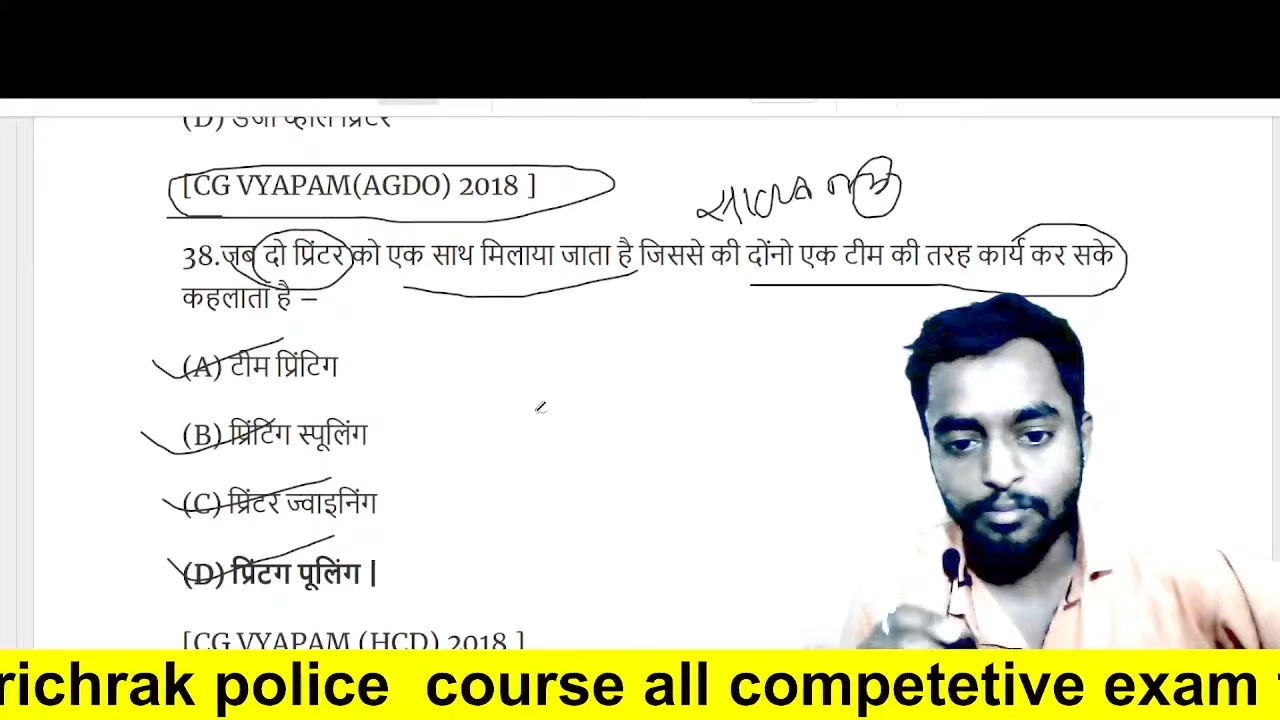 (D) डेजी व्हील प्रिंटर
[CG VYAPAM(AGDO) 2018 ]
38.जब दो प्रिंटर को एक साथ मिलाया जाता है जिससे की दोंनो एक टीम की तरह कार्य कर सके
कहलाता है –
(A) टीम प्रिंटिग
(B) प्रिंटिंग स्पूलिंग
(C) प्रिंटर ज्वाइनिंग
(D) प्रिंटग पूलिंग |
[CG VYAPAM (HCD) 2018 ]
richrak police course all competetive exam